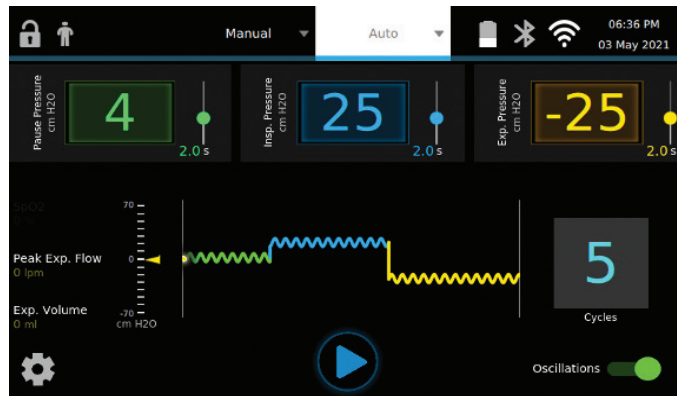 Manual
Auto
06:36 PM
03 May 2021
Pause Pressure
cm H2O
4
2.0 s
Insp. Pressure
cm H2O
25
2.0 s
Exp. Pressure
cm H2O
-25
2.0 s
SpO2
0 %
70
Peak Exp. Flow
0 lpm
0
Exp. Volume
0 ml
-70
cm H2O
5
Cycles
Oscillations